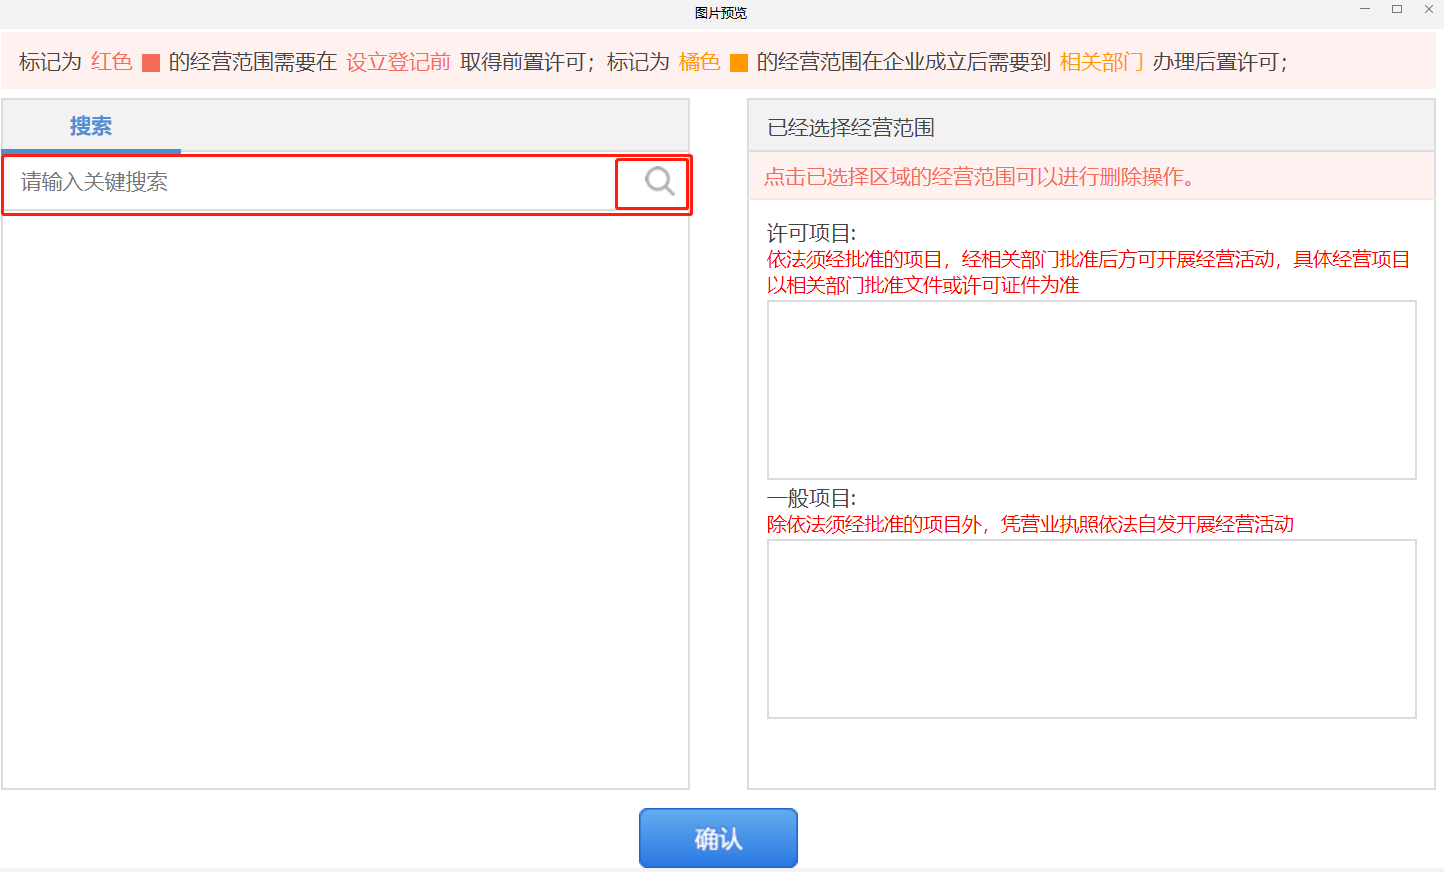 图片预览
标记为 红色 的经营范围需要在 设立登记前 取得前置许可；标记为 橘色 的经营范围在企业成立后需要到 相关部门 办理后置许可；
搜索
请输入关键搜索
已经选择经营范围
点击已选择区域的经营范围可以进行删除操作。
许可项目:
依法须经批准的项目，经相关部门批准后方可开展经营活动，具体经营项目
以相关部门批准文件或许可证件为准
一般项目:
除依法须经批准的项目外，凭营业执照依法自发开展经营活动
确认